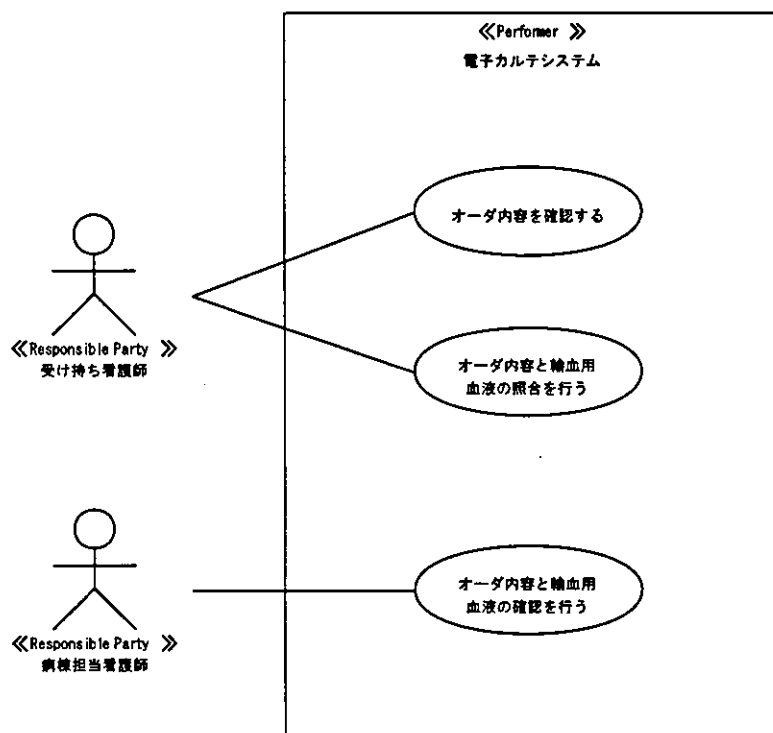 ≪Performer ≫
電子カルテシステム
オーダ内容を確認する
≪Responsible Party ≫
受け持ち看護師
オーダ内容と輸血用
血液の照合を行う
オーダ内容と輸血用
血液の確認を行う
≪Responsible Party ≫
病棟担当看護師